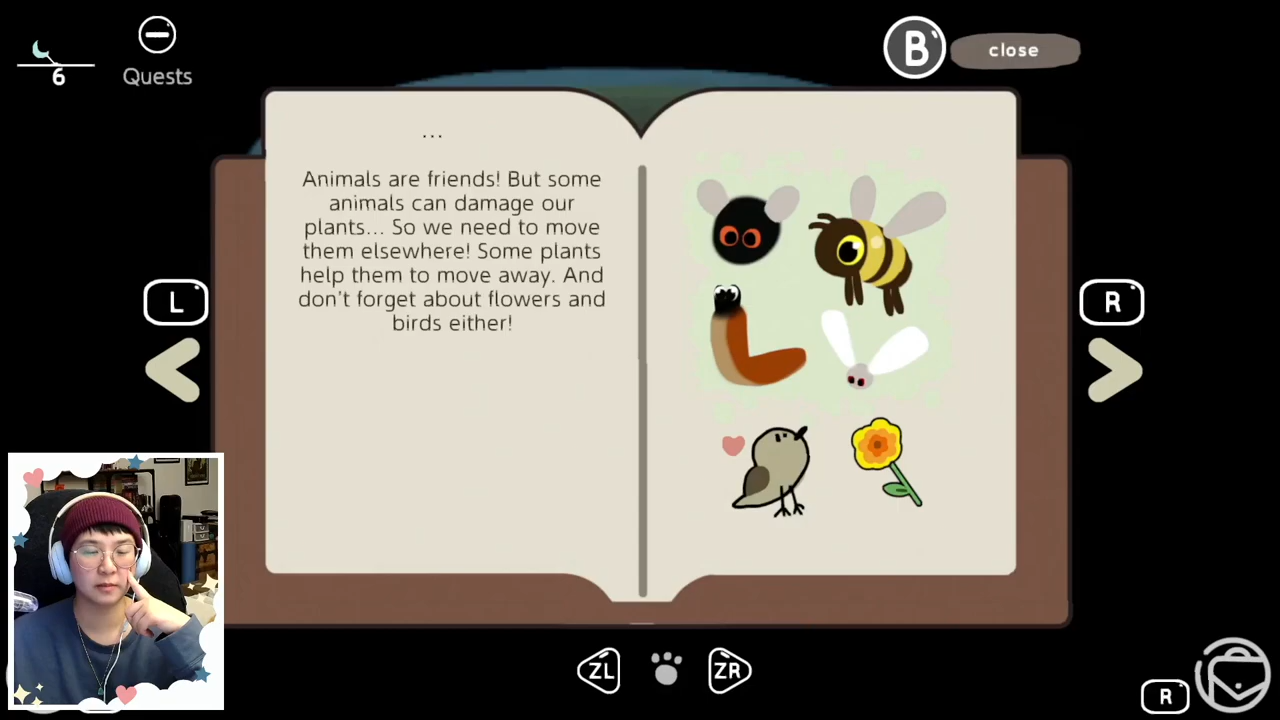 6
Quests
B
close
...
Animals are friends! But some
animals can damage our
plants... So we need to move
them elsewhere! Some plants
help them to move away. And
don't forget about flowers and
birds either!
L
R
ZL
ZR
R